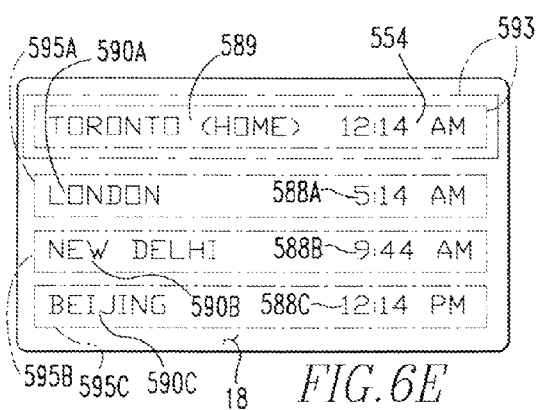 595A 590A 589 554 593
TORONTO (HOME) 12:14 AM
LONDON 588A 5:14 AM
NEW DELHI 588B 9:44 AM
BEIJING 590B 588C 12:14 PM
595B 595C 590C 18 FIG.6E